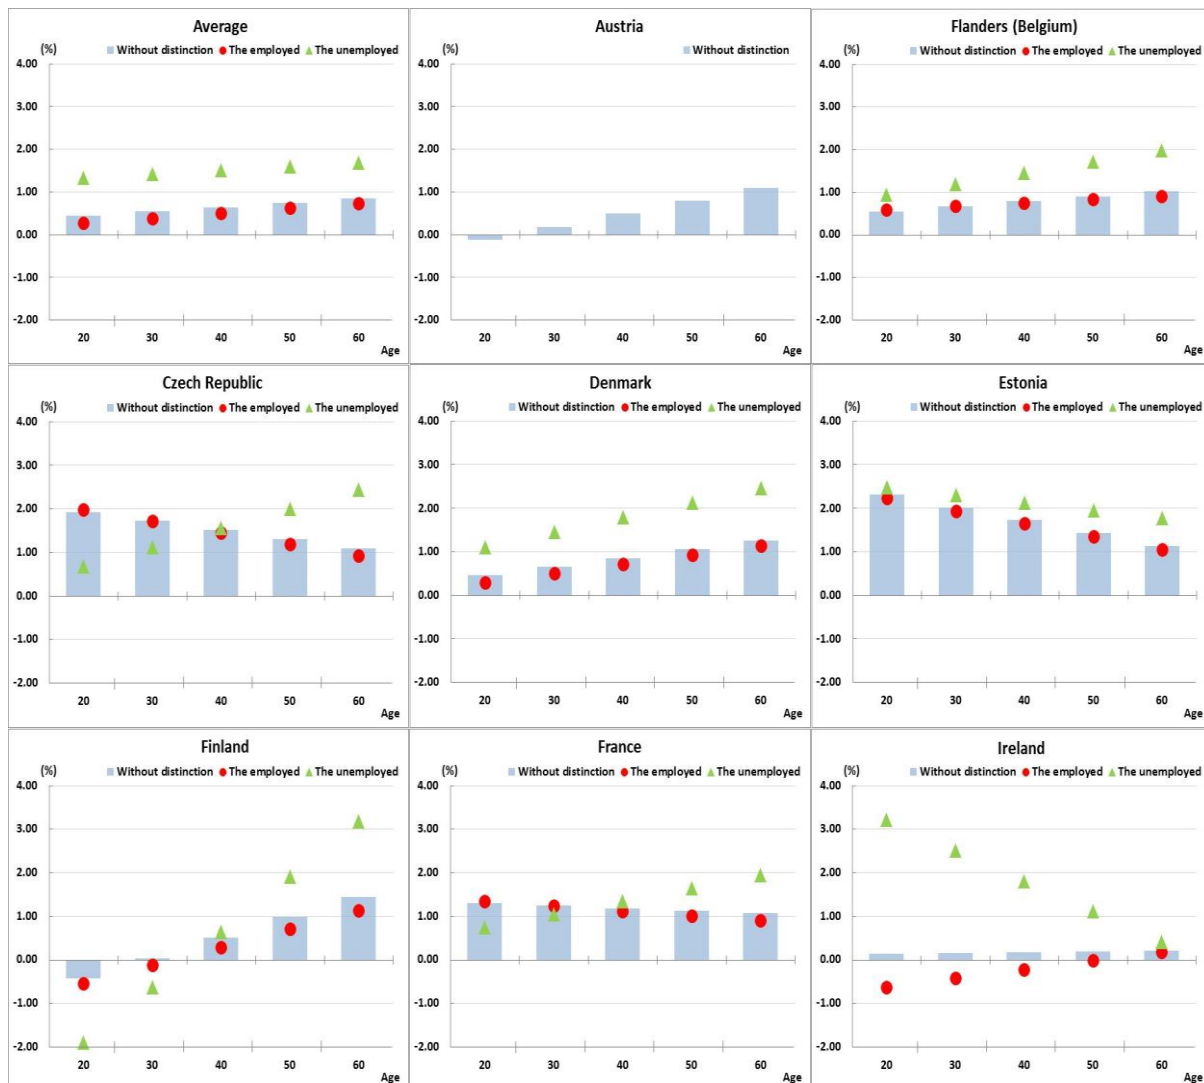 Average
(%)
Without distinction The employed The unemployed
4.00
3.00
2.00
1.00
0.00
-1.00
-2.00
20 30 40 50 60
Age
Austria
(%)
Without distinction
4.00
3.00
2.00
1.00
0.00
-1.00
-2.00
20 30 40 50 60
Age
Flanders (Belgium)
(%)
Without distinction The employed The unemployed
4.00
3.00
2.00
1.00
0.00
-1.00
-2.00
20 30 40 50 60
Age
Czech Republic
(%)
Without distinction The employed The unemployed
4.00
3.00
2.00
1.00
0.00
-1.00
-2.00
20 30 40 50 60
Age
Denmark
(%)
Without distinction The employed The unemployed
4.00
3.00
2.00
1.00
0.00
-1.00
-2.00
20 30 40 50 60
Age
Estonia
(%)
Without distinction The employed The unemployed
4.00
3.00
2.00
1.00
0.00
-1.00
-2.00
20 30 40 50 60
Age
Finland
(%)
Without distinction The employed The unemployed
4.00
3.00
2.00
1.00
0.00
-1.00
-2.00
20 30 40 50 60
Age
France
(%)
Without distinction The employed The unemployed
4.00
3.00
2.00
1.00
0.00
-1.00
-2.00
20 30 40 50 60
Age
Ireland
(%)
Without distinction The employed The unemployed
4.00
3.00
2.00
1.00
0.00
-1.00
-2.00
20 30 40 50 60
Age